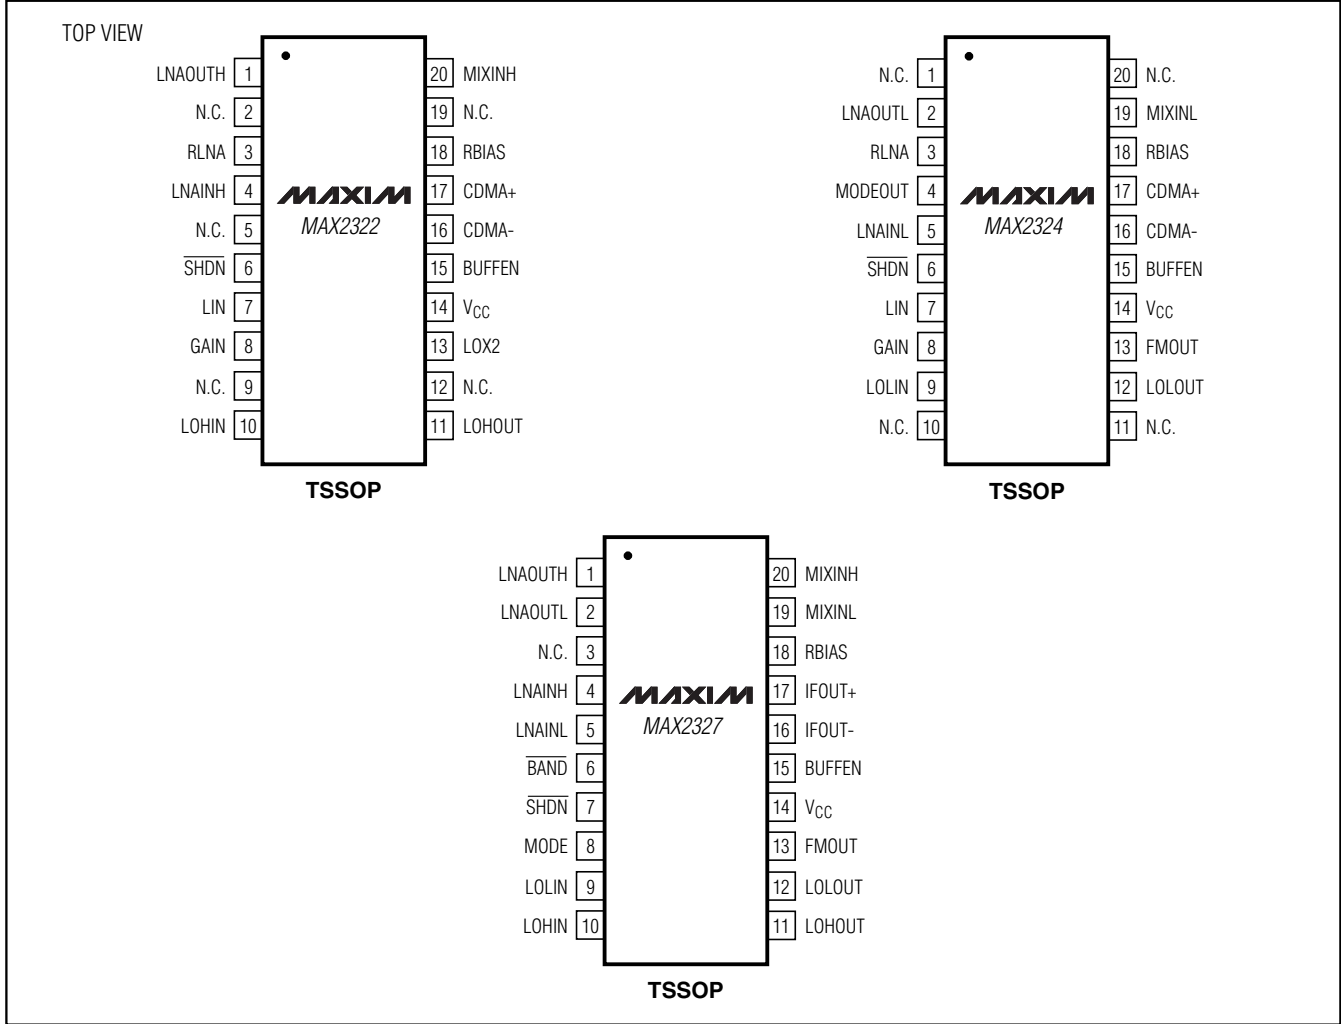 TOP VIEW
LNAOUTH 1 20 MIXINH
N.C. 2 19 N.C.
RLNA 3 18 RBIAS
LNAINH 4 17 CDMA+
N.C. 5 16 CDMA-
SHDN 6 15 BUFFEN
LIN 7 14 VCC
GAIN 8 13 LOX2
N.C. 9 12 N.C.
LOHIN 10 11 LOHOUT
MAXIM
MAX2322
TSSOP
N.C. 1 20 N.C.
LNAOUTL 2 19 MIXINL
RLNA 3 18 RBIAS
MODEOUT 4 17 CDMA+
LNAINL 5 16 CDMA-
SHDN 6 15 BUFFEN
LIN 7 14 VCC
GAIN 8 13 FMOUT
LOLIN 9 12 LOLOUT
N.C. 10 11 N.C.
MAXIM
MAX2324
TSSOP
LNAOUTH 1 20 MIXINH
LNAOUTL 2 19 MIXINL
N.C. 3 18 RBIAS
LNAINH 4 17 IFOUT+
LNAINL 5 16 IFOUT-
BAND 6 15 BUFFEN
SHDN 7 14 VCC
MODE 8 13 FMOUT
LOLIN 9 12 LOLOUT
LOHIN 10 11 LOHOUT
MAXIM
MAX2327
TSSOP